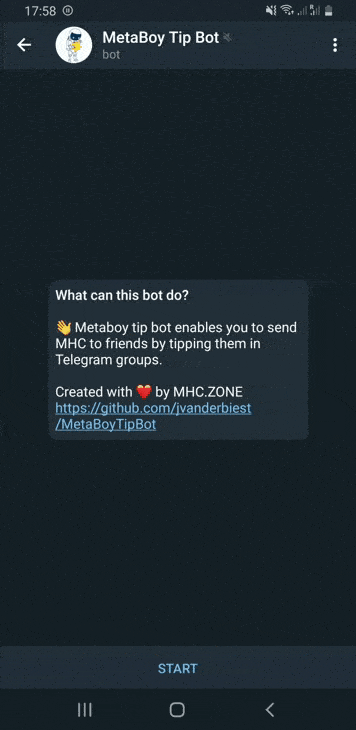 17:58
MetaBoy Tip Bot
bot
What can this bot do?
👋 Metaboy tip bot enables you to send
MHC to friends by tipping them in
Telegram groups.
Created with ❤️ by MHC.ZONE
https://github.com/jvanderbiest
/MetaBoyTipBot
START